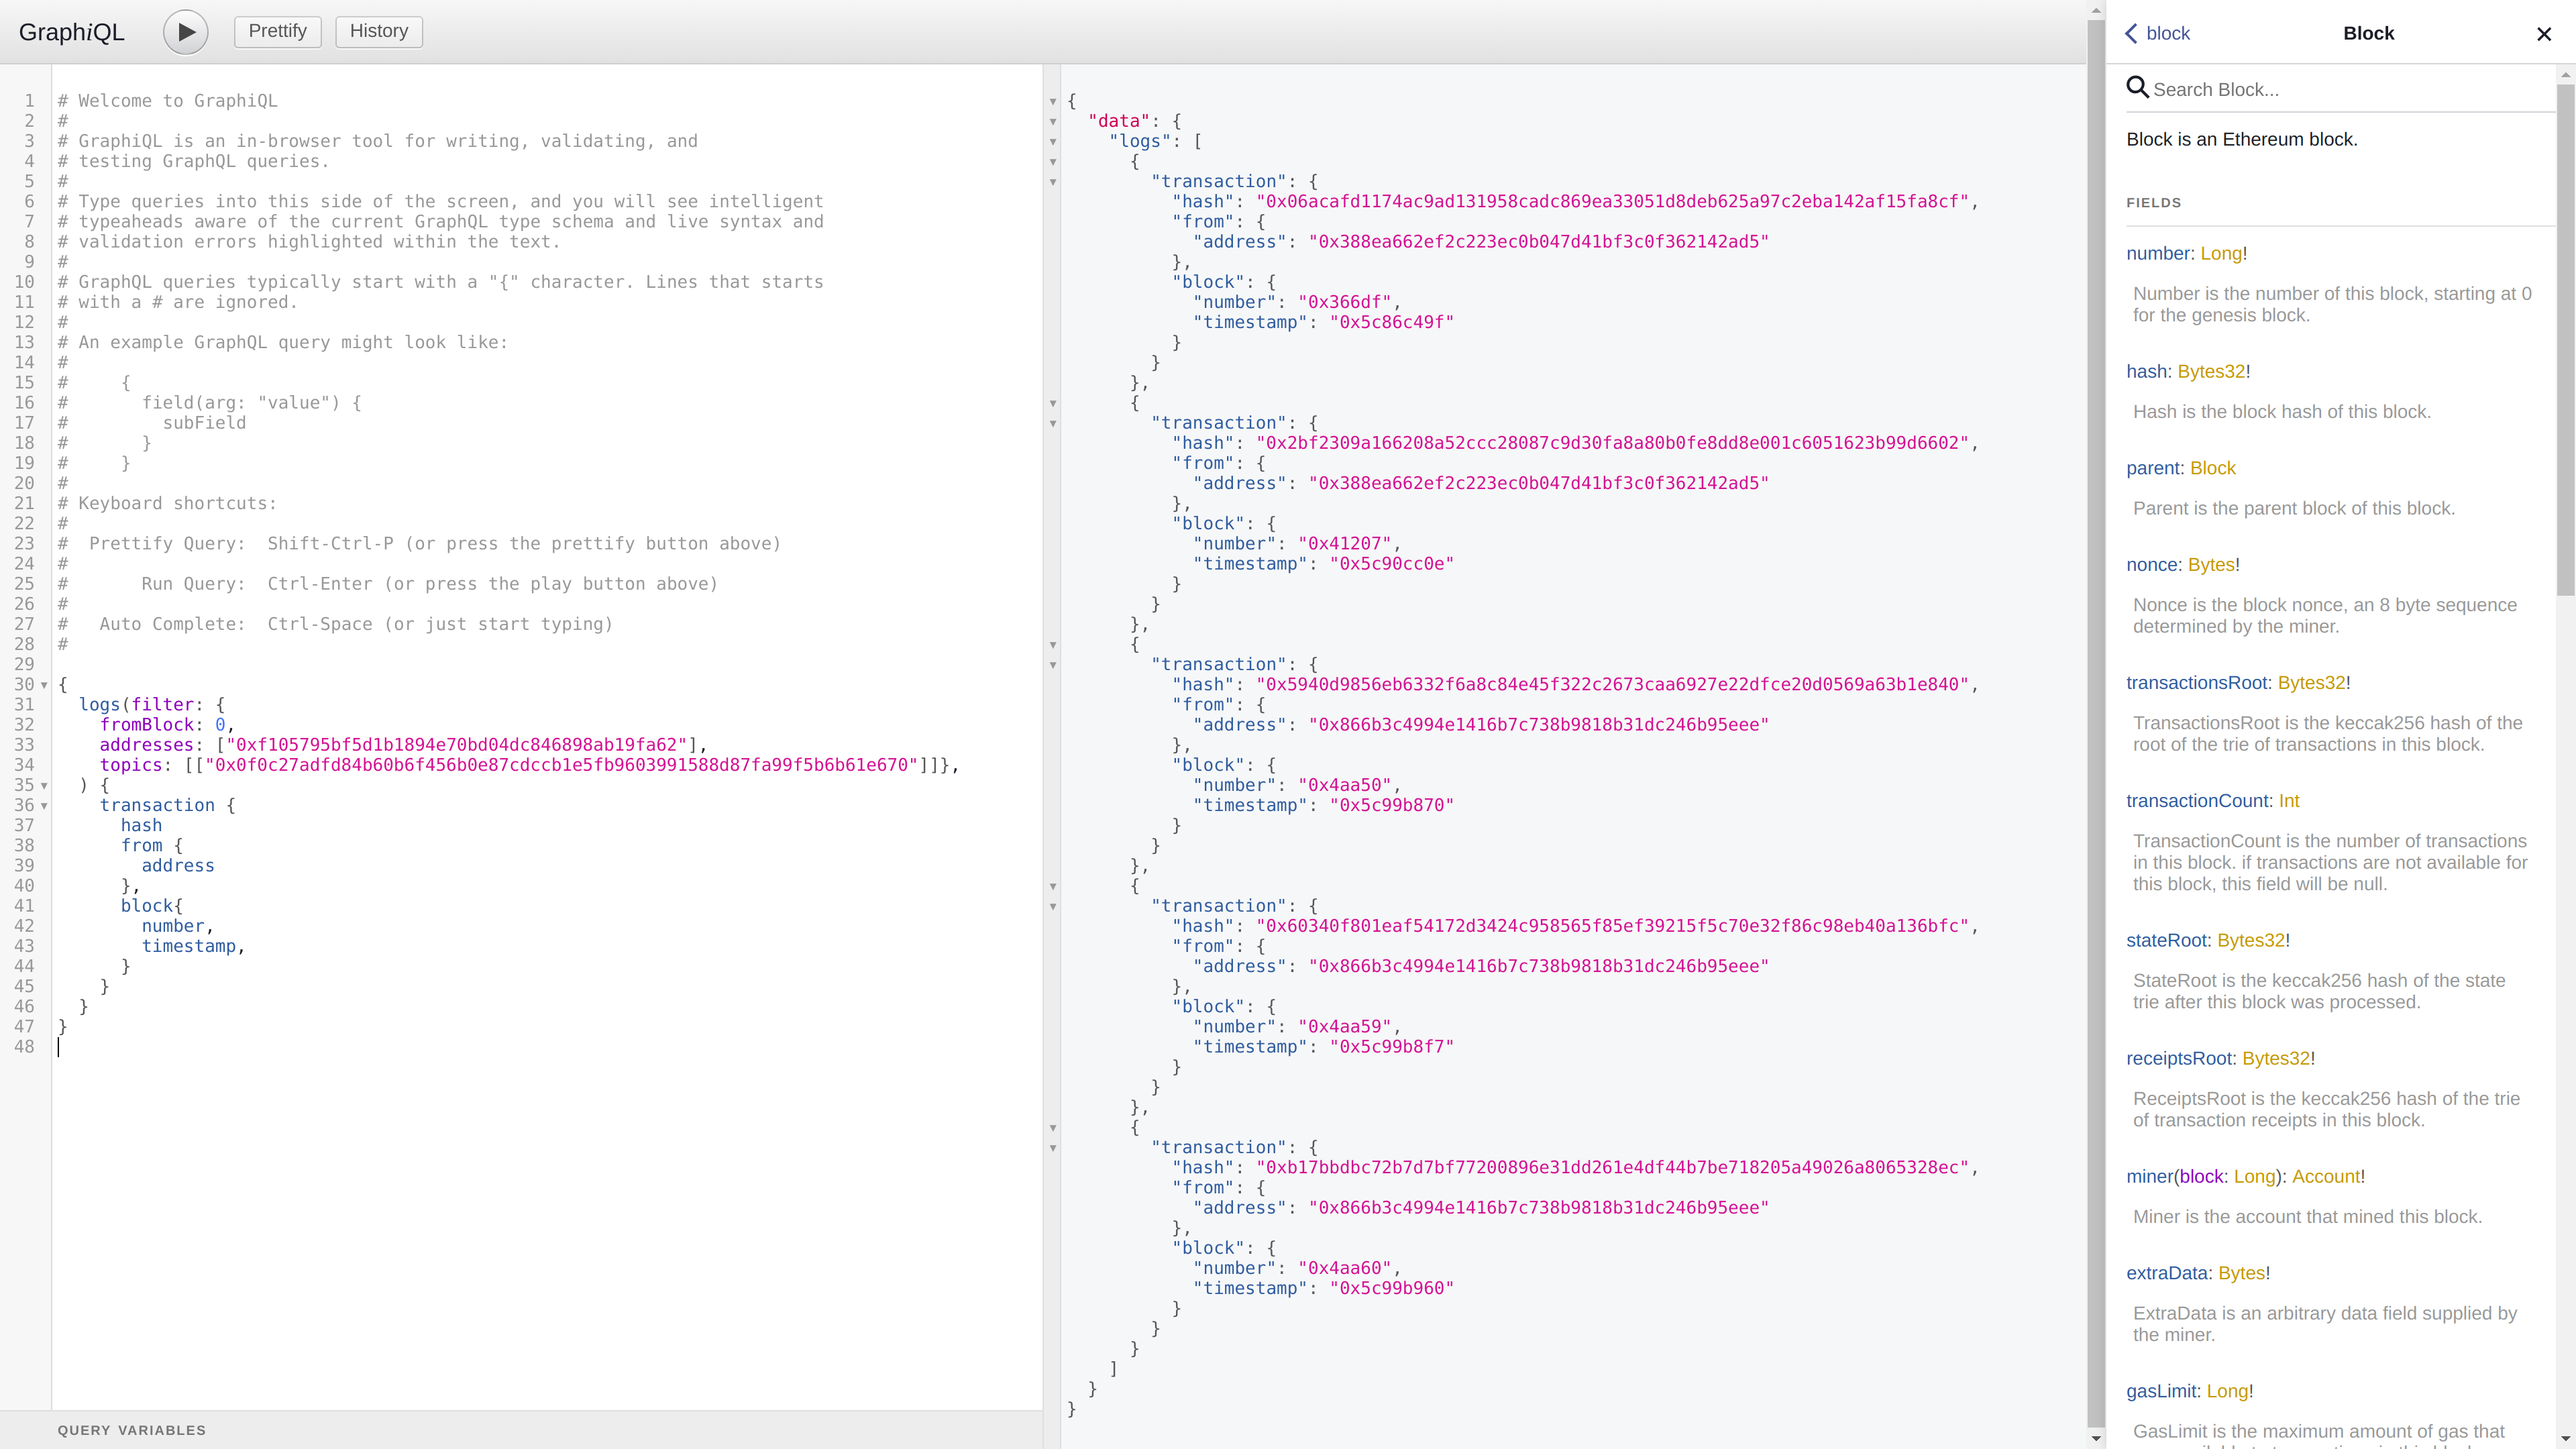 GraphiQL
Prettify
History
1 # Welcome to GraphiQL
2 #
3 # GraphiQL is an in-browser tool for writing, validating, and
4 # testing GraphQL queries.
5 #
6 # Type queries into this side of the screen, and you will see intelligent
7 # typeaheads aware of the current GraphQL type schema and live syntax and
8 # validation errors highlighted within the text.
9 #
10 # GraphQL queries typically start with a "{" character. Lines that starts
11 # with a # are ignored.
12 #
13 # An example GraphQL query might look like:
14 #
15 #     {
16 #       field(arg: "value") {
17 #         subField
18 #       }
19 #     }
20 #
21 # Keyboard shortcuts:
22 #
23 #  Prettify Query:  Shift-Ctrl-P (or press the prettify button above)
24 #
25 #       Run Query:  Ctrl-Enter (or press the play button above)
26 #
27 #   Auto Complete:  Ctrl-Space (or just start typing)
28 #
29
30 {
31   logs(filter: {
32     fromBlock: 0,
33     addresses: ["0xf105795bf5d1b1894e70bd04dc846898ab19fa62"],
34     topics: [["0x0f0c27adfd84b60b6f456b0e87cdccb1e5fb9603991588d87fa99f5b6b61e670"]]},
35   ) {
36     transaction {
37       hash
38       from {
39         address
40       },
41       block{
42         number,
43         timestamp,
44       }
45     }
46   }
47 }
48
QUERY VARIABLES
{
  "data": {
    "logs": [
      {
        "transaction": {
          "hash": "0x06acafd1174ac9ad131958cadc869ea33051d8deb625a97c2eba142af15fa8cf",
          "from": {
            "address": "0x388ea662ef2c223ec0b047d41bf3c0f362142ad5"
          },
          "block": {
            "number": "0x366df",
            "timestamp": "0x5c86c49f"
          }
        }
      },
      {
        "transaction": {
          "hash": "0x2bf2309a166208a52ccc28087c9d30fa8a80b0fe8dd8e001c6051623b99d6602",
          "from": {
            "address": "0x388ea662ef2c223ec0b047d41bf3c0f362142ad5"
          },
          "block": {
            "number": "0x41207",
            "timestamp": "0x5c90cc0e"
          }
        }
      },
      {
        "transaction": {
          "hash": "0x5940d9856eb6332f6a8c84e45f322c2673caa6927e22dfce20d0569a63b1e840",
          "from": {
            "address": "0x866b3c4994e1416b7c738b9818b31dc246b95eee"
          },
          "block": {
            "number": "0x4aa50",
            "timestamp": "0x5c99b870"
          }
        }
      },
      {
        "transaction": {
          "hash": "0x60340f801eaf54172d3424c958565f85ef39215f5c70e32f86c98eb40a136bfc",
          "from": {
            "address": "0x866b3c4994e1416b7c738b9818b31dc246b95eee"
          },
          "block": {
            "number": "0x4aa59",
            "timestamp": "0x5c99b8f7"
          }
        }
      },
      {
        "transaction": {
          "hash": "0xb17bbdbc72b7d7bf77200896e31dd261e4df44b7be718205a49026a8065328ec",
          "from": {
            "address": "0x866b3c4994e1416b7c738b9818b31dc246b95eee"
          },
          "block": {
            "number": "0x4aa60",
            "timestamp": "0x5c99b960"
          }
        }
      }
    ]
  }
}
block
Block
Search Block...
Block is an Ethereum block.
FIELDS
number: Long!
Number is the number of this block, starting at 0
for the genesis block.
hash: Bytes32!
Hash is the block hash of this block.
parent: Block
Parent is the parent block of this block.
nonce: Bytes!
Nonce is the block nonce, an 8 byte sequence
determined by the miner.
transactionsRoot: Bytes32!
TransactionsRoot is the keccak256 hash of the
root of the trie of transactions in this block.
transactionCount: Int
TransactionCount is the number of transactions
in this block. if transactions are not available for
this block, this field will be null.
stateRoot: Bytes32!
StateRoot is the keccak256 hash of the state
trie after this block was processed.
receiptsRoot: Bytes32!
ReceiptsRoot is the keccak256 hash of the trie
of transaction receipts in this block.
miner(block: Long): Account!
Miner is the account that mined this block.
extraData: Bytes!
ExtraData is an arbitrary data field supplied by
the miner.
gasLimit: Long!
GasLimit is the maximum amount of gas that